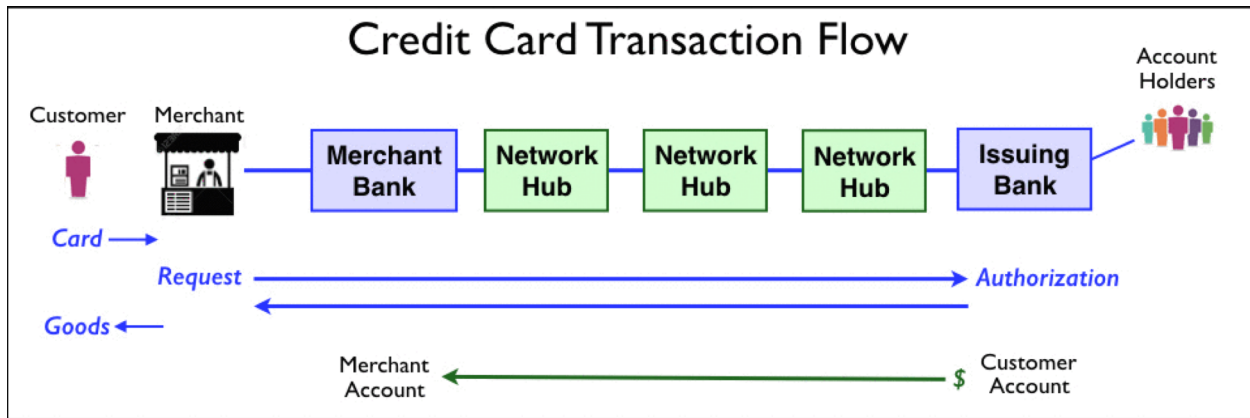 Credit Card Transaction Flow
Account
Holders
Customer
Merchant
Merchant
Bank
Network
Hub
Network
Hub
Network
Hub
Issuing
Bank
Card
Request
Authorization
Goods
Merchant
Account
$
Customer
Account